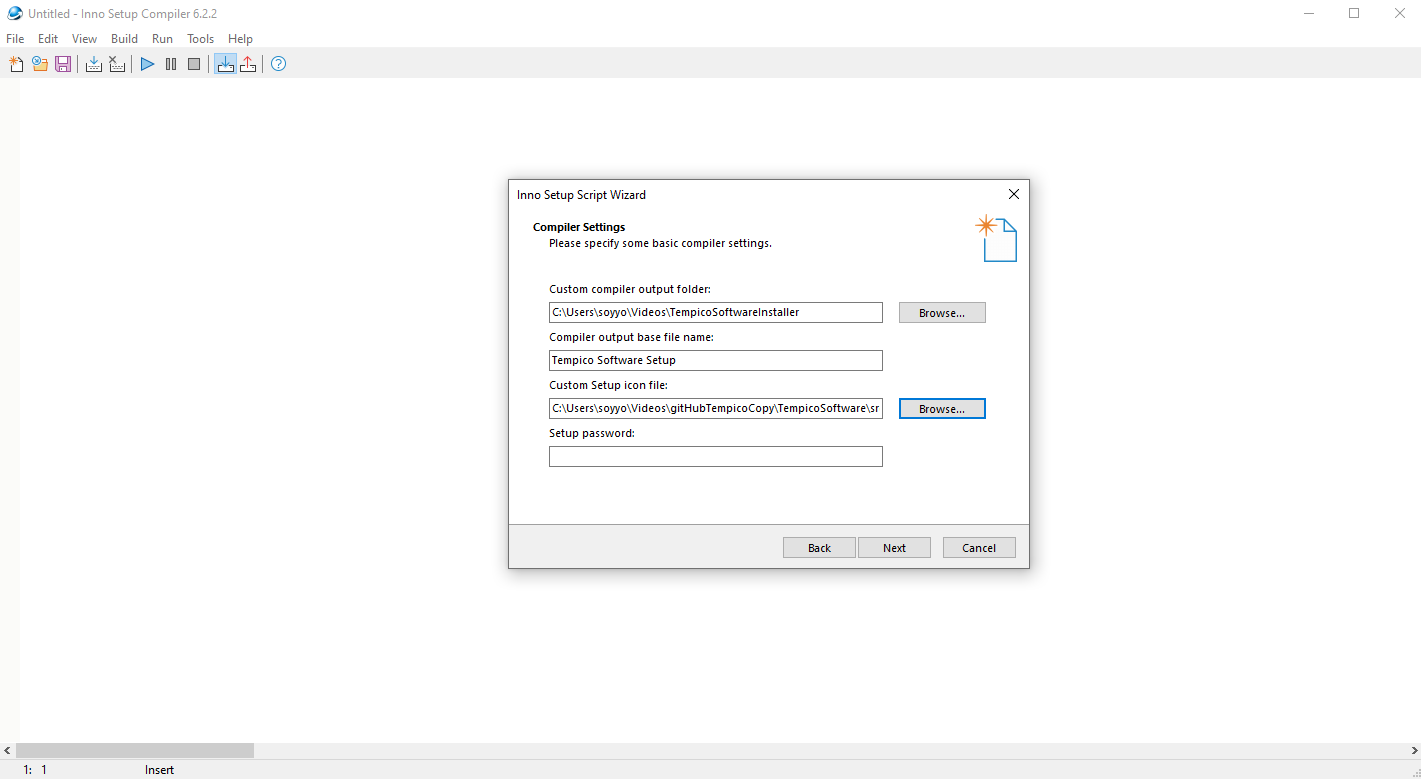 Untitled - Inno Setup Compiler 6.2.2
File Edit View Build Run Tools Help
Inno Setup Script Wizard
Compiler Settings
Please specify some basic compiler settings.
Custom compiler output folder:
C:\Users\soyyo\Videos\TempicoSoftwareInstaller
Browse...
Compiler output base file name:
Tempico Software Setup
Custom Setup icon file:
C:\Users\soyyo\Videos\gitHubTempicoCopy\TempicoSoftware\sr
Browse...
Setup password:
Back Next Cancel
1: 1 Insert